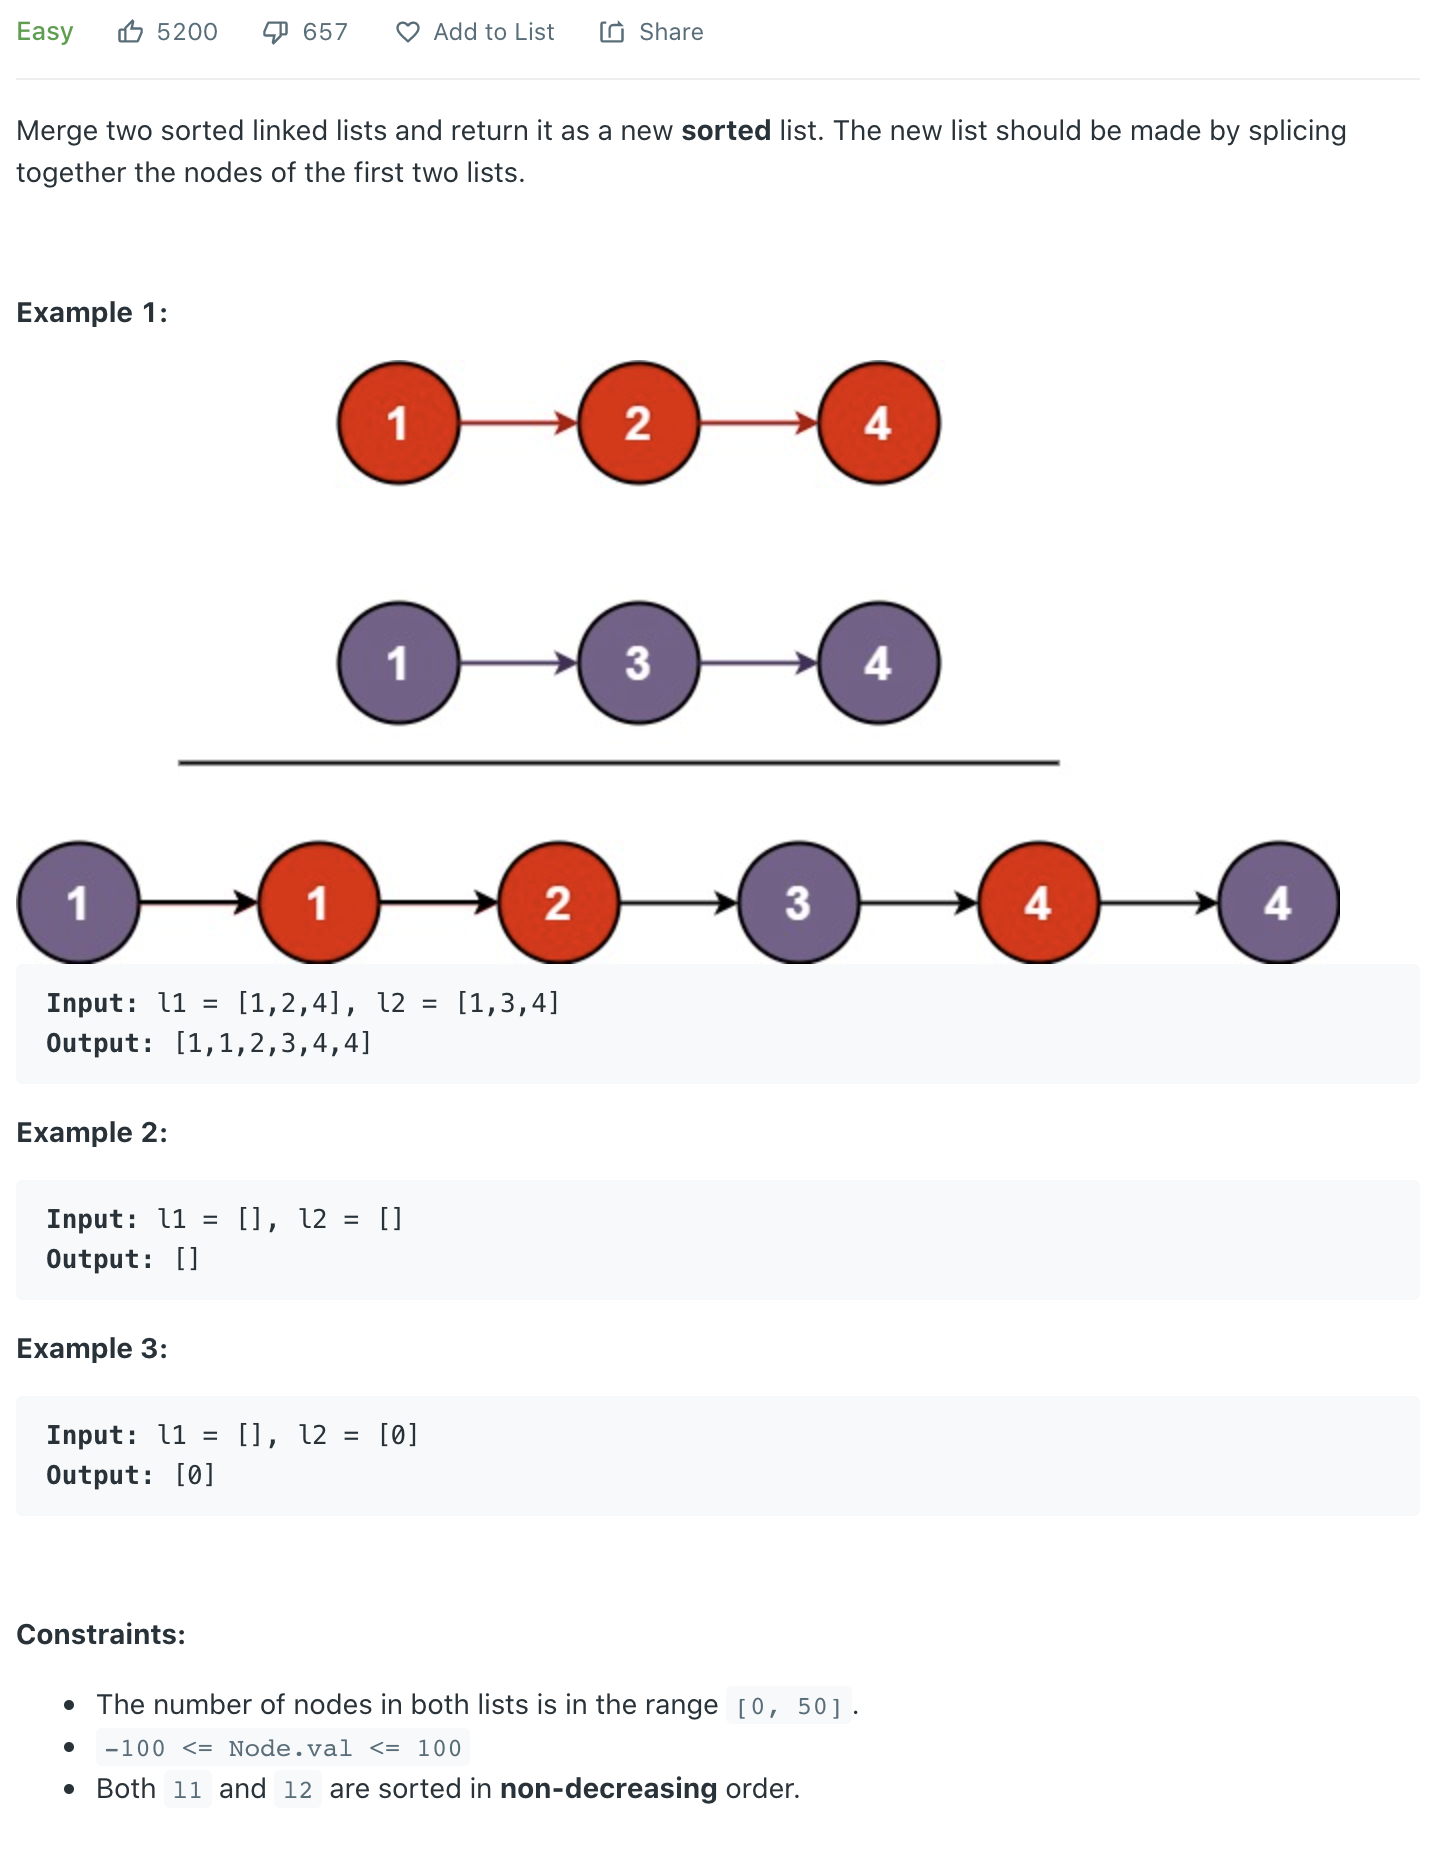 Easy 5200 657 Add to List Share
Merge two sorted linked lists and return it as a new sorted list. The new list should be made by splicing
together the nodes of the first two lists.
Example 1:
1 2 4
1 3 4
1 1 2 3 4 4
Input: l1 = [1,2,4], l2 = [1,3,4]
Output: [1,1,2,3,4,4]
Example 2:
Input: l1 = [], l2 = []
Output: []
Example 3:
Input: l1 = [], l2 = [0]
Output: [0]
Constraints:
• The number of nodes in both lists is in the range [0, 50].
• -100 <= Node.val <= 100
• Both l1 and l2 are sorted in non-decreasing order.